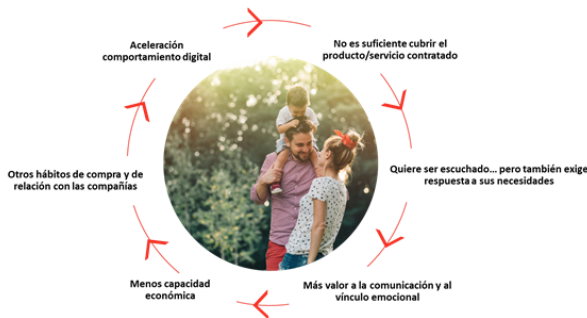 Aceleración
comportamiento digital
No es suficiente cubrir el
producto/servicio contratado
Otros hábitos de compra y de
relación con las compañías
Quiere ser escuchado... pero también exige
respuesta a sus necesidades
Menos capacidad
económica
Más valor a la comunicación y al
vínculo emocional